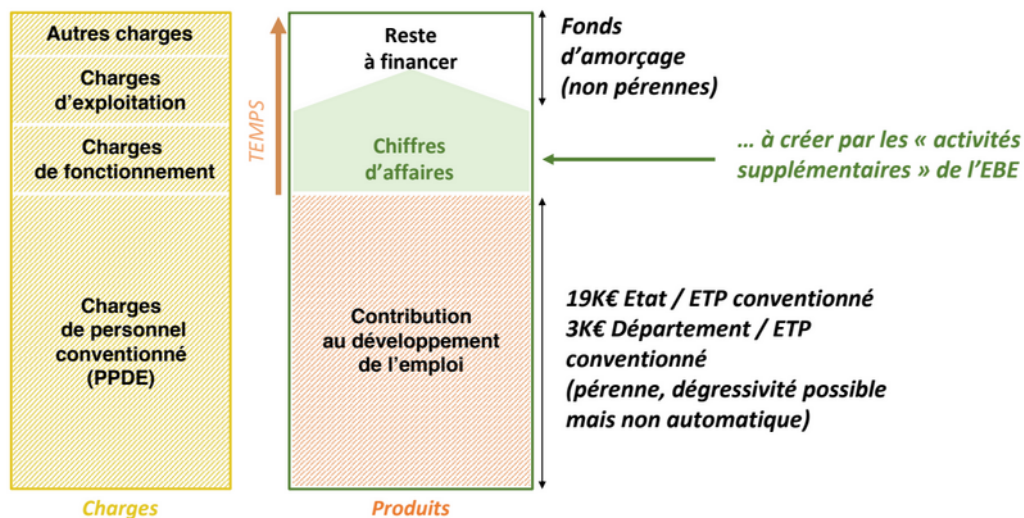 Autres charges
Charges
d'exploitation
Charges
de fonctionnement
Charges
de personnel
conventionné
(PPDE)
Charges
TEMPS
Reste
à financer
Chiffres
d'affaires
Contribution
au développement
de l'emploi
Produits
Fonds
d'amorçage
(non pérennes)
... à créer par les « activités
supplémentaires » de l'EBE
19K€ Etat / ETP conventionné
3K€ Département / ETP
conventionné
(pérenne, dégressivité possible
mais non automatique)